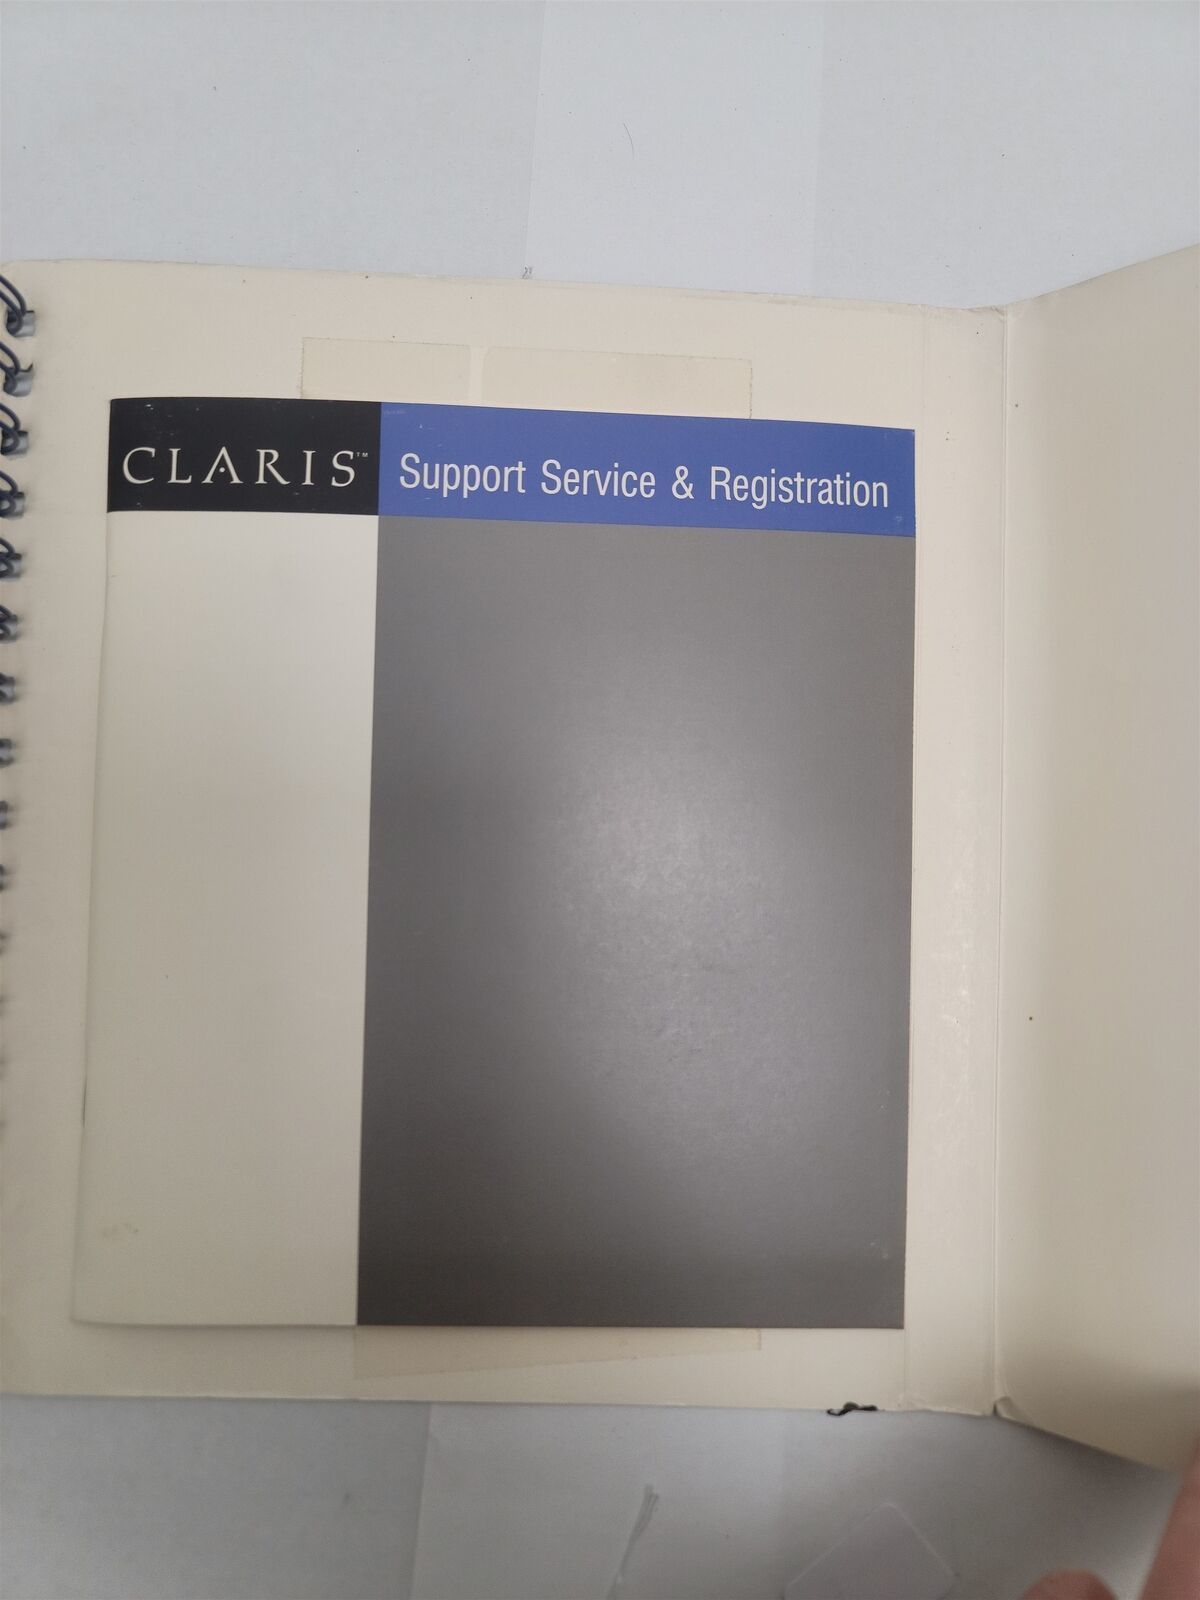 CLARIS™ Support Service & Registration